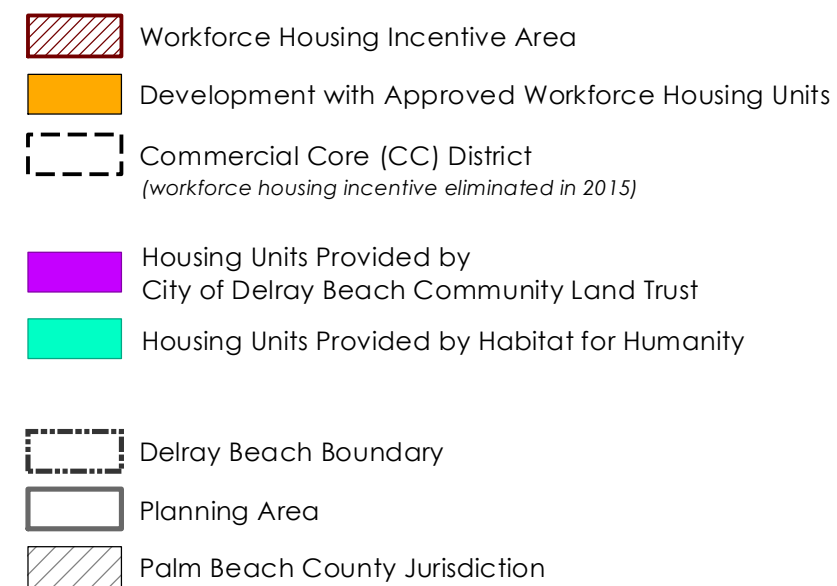 Workforce Housing Incentive Area
Development with Approved Workforce Housing Units
Commercial Core (CC) District
(workforce housing incentive eliminated in 2015)
Housing Units Provided by
City of Delray Beach Community Land Trust
Housing Units Provided by Habitat for Humanity
Delray Beach Boundary
Planning Area
Palm Beach County Jurisdiction